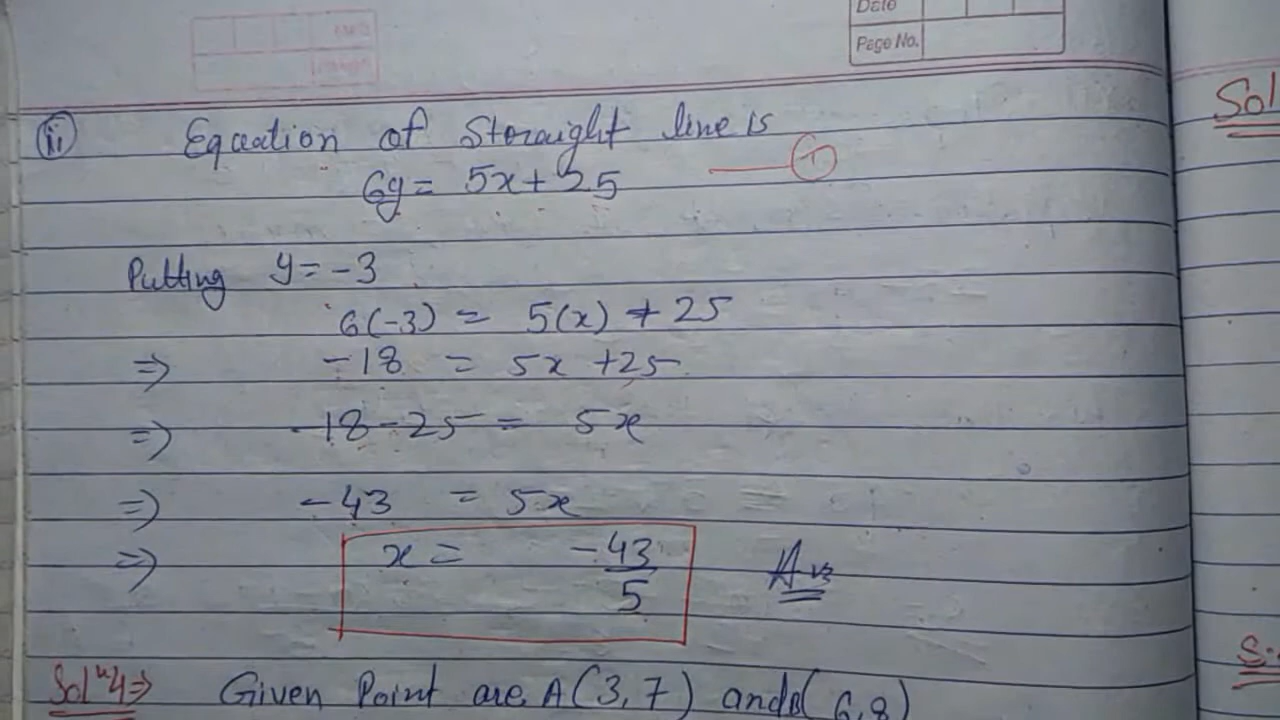 Date
Page No.
(ii) Equation of Straight line is
6y = 5x + 25 —— (1)
Sol
Putting y = -3
6(-3) = 5(x) + 25
⇒ -18 = 5x + 25
⇒ -18 - 25 = 5x
⇒ -43 = 5x
⇒ x = -43/5 Ans
Solⁿ4⇒ Given Point are A(3,7) and B(6,8)